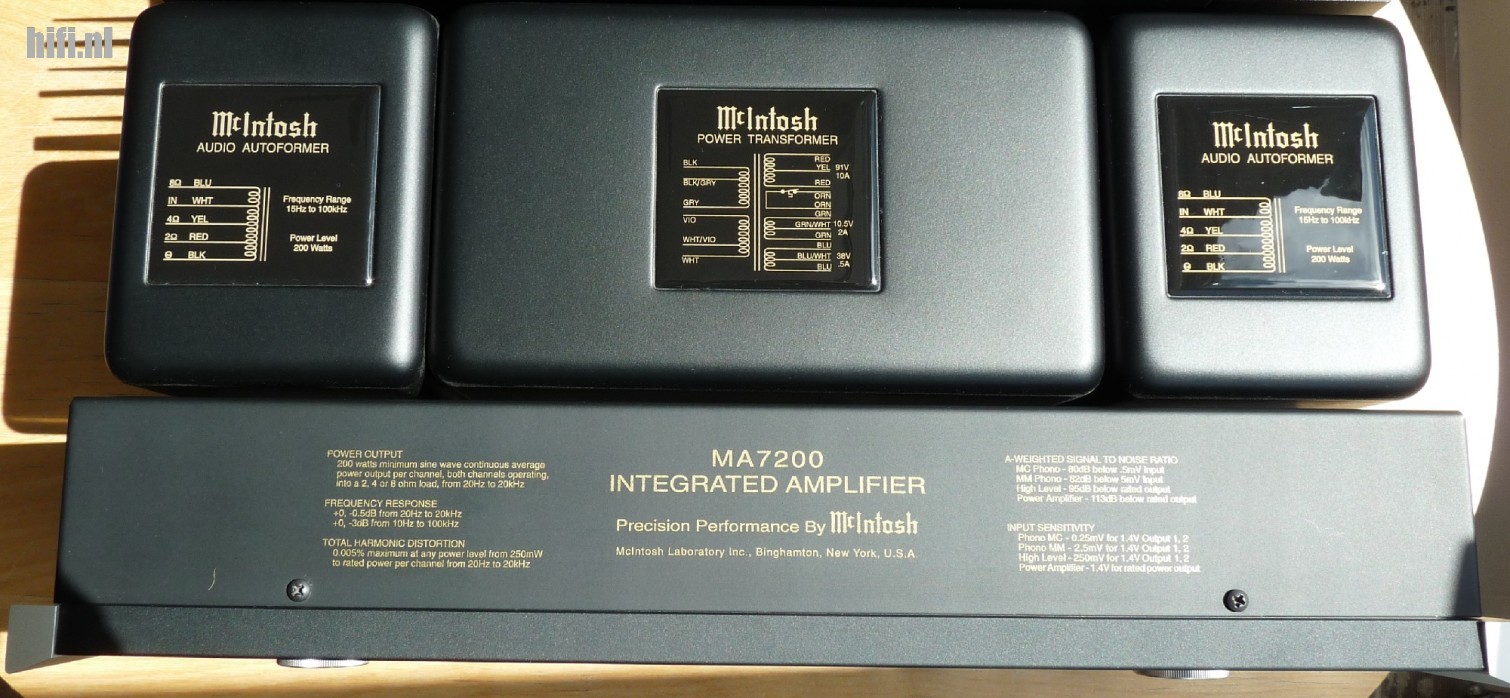 hifi.nl
McIntosh
AUDIO AUTOFORMER
8Ω BLU
IN WHT
4Ω YEL
2Ω RED
⊖ BLK
Frequency Range
15Hz to 100kHz
Power Level
200 Watts
McIntosh
POWER TRANSFORMER
BLK
BLK/GRY
GRY
VIO
WHT/VIO
WHT
RED
YEL 91V
10A
RED
ORN
ORN
GRN
GRN/WHT 10.5V
2A
GRN
BLU
BLU/WHT 38V
.5A
BLU
McIntosh
AUDIO AUTOFORMER
8Ω BLU
IN WHT
4Ω YEL
2Ω RED
⊖ BLK
Frequency Range
15Hz to 100kHz
Power Level
200 Watts
POWER OUTPUT
200 watts minimum sine wave continuous average
power output per channel, both channels operating,
into a 2, 4 or 8 ohm load, from 20Hz to 20kHz
FREQUENCY RESPONSE
+0, -0.5dB from 20Hz to 20kHz
+0, -3dB from 10Hz to 100kHz
TOTAL HARMONIC DISTORTION
0.005% maximum at any power level from 250mW
to rated power per channel from 20Hz to 20kHz
MA7200
INTEGRATED AMPLIFIER
Precision Performance By McIntosh
McIntosh Laboratory Inc., Binghamton, New York, U.S.A.
A-WEIGHTED SIGNAL TO NOISE RATIO
MC Phono - 80dB below .5mV input
MM Phono - 82dB below 5mV input
High Level - 95dB below rated output
Power Amplifier - 113dB below rated output
INPUT SENSITIVITY
Phono MC - 0.25mV for 1.4V Output 1, 2
Phono MM - 2.5mV for 1.4V Output 1, 2
High Level - 250mV for 1.4V Output 1, 2
Power Amplifier - 1.4V for rated power output